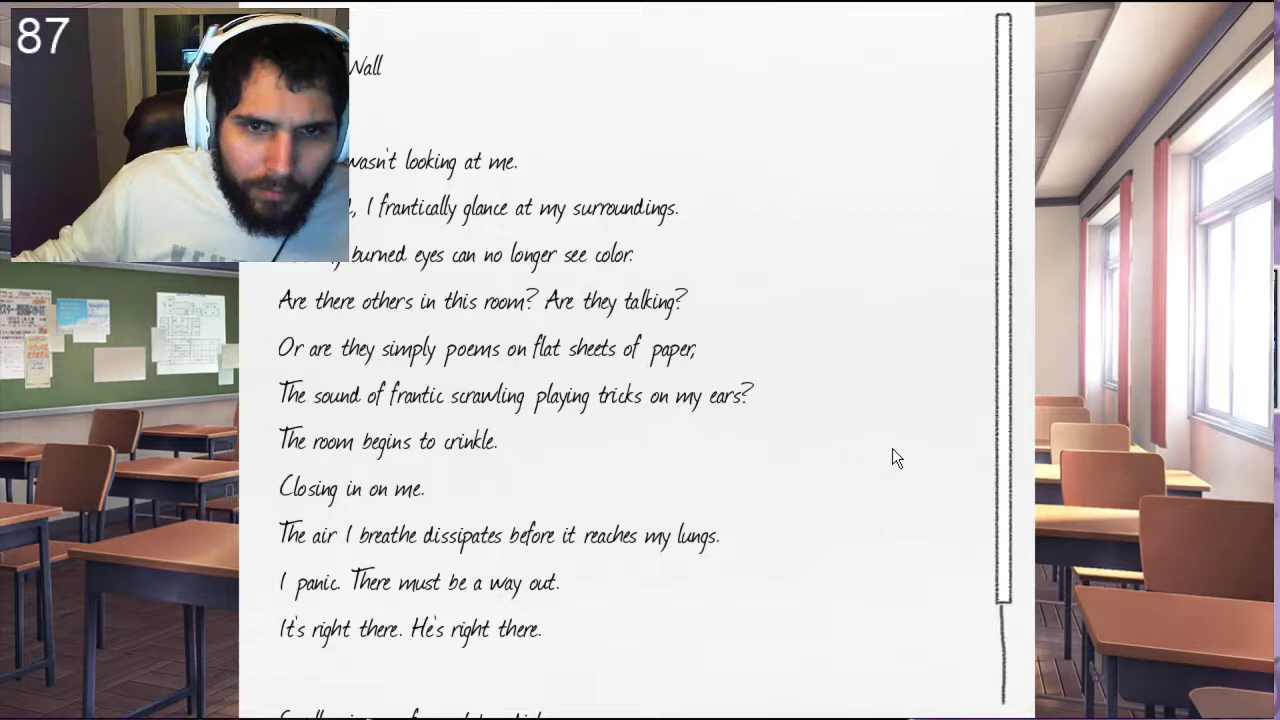 87
Wall
wasn't looking at me.
I frantically glance at my surroundings.
burned eyes can no longer see color.
Are there others in this room? Are they talking?
Or are they simply poems on flat sheets of paper,
The sound of frantic scrawling playing tricks on my ears?
The room begins to crinkle.
Closing in on me.
The air I breathe dissipates before it reaches my lungs.
I panic. There must be a way out.
It's right there. He's right there.